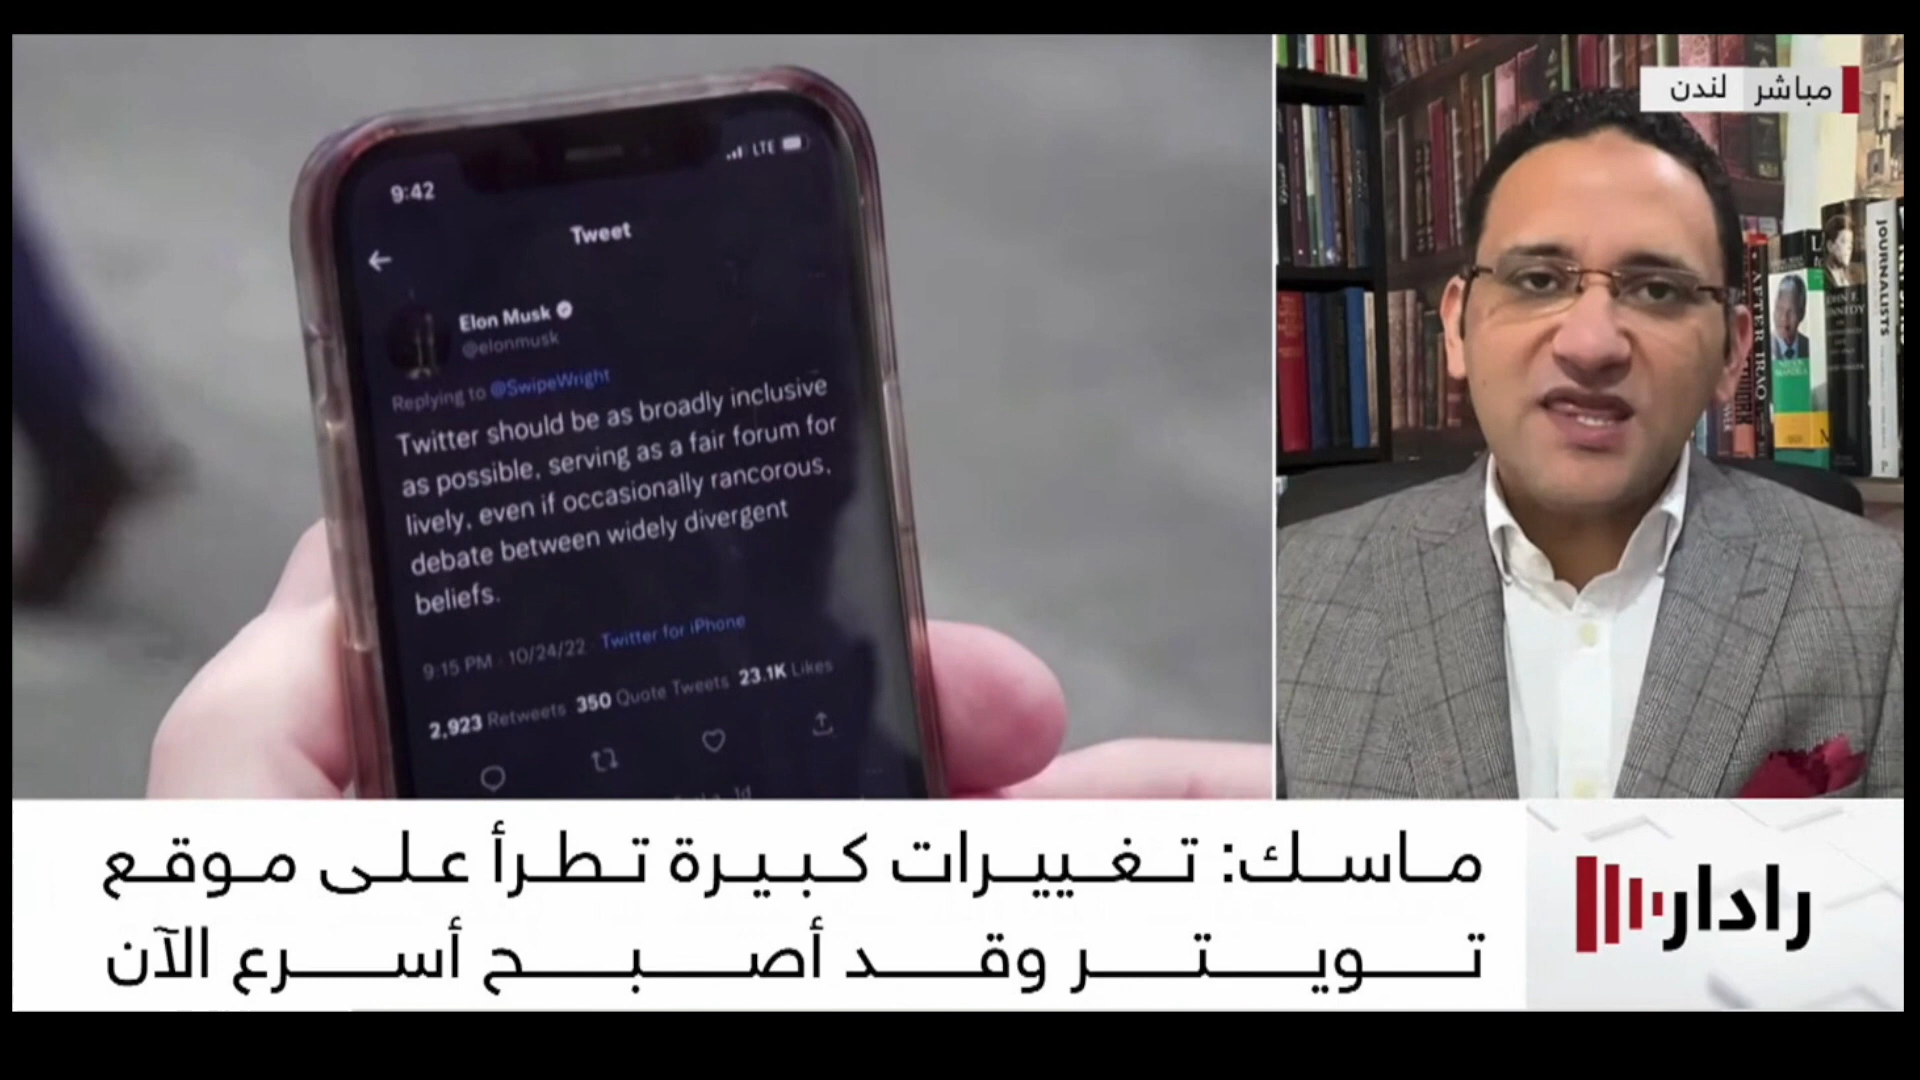 9:42
LTE
Tweet
Elon Musk
@elonmusk
Replying to @SwipeWright
Twitter should be as broadly inclusive
as possible, serving as a fair forum for
lively, even if occasionally rancorous,
debate between widely divergent
beliefs.
9:15 PM · 10/24/22 · Twitter for iPhone
2,923 Retweets 350 Quote Tweets 23.1K Likes
مباشر لندن
JOURNALISTS
AFTER IRAQ
ماسك: تغييرات كبيرة تطرأ على موقع
تويتر وقد أصبح أسرع الآن
رادار